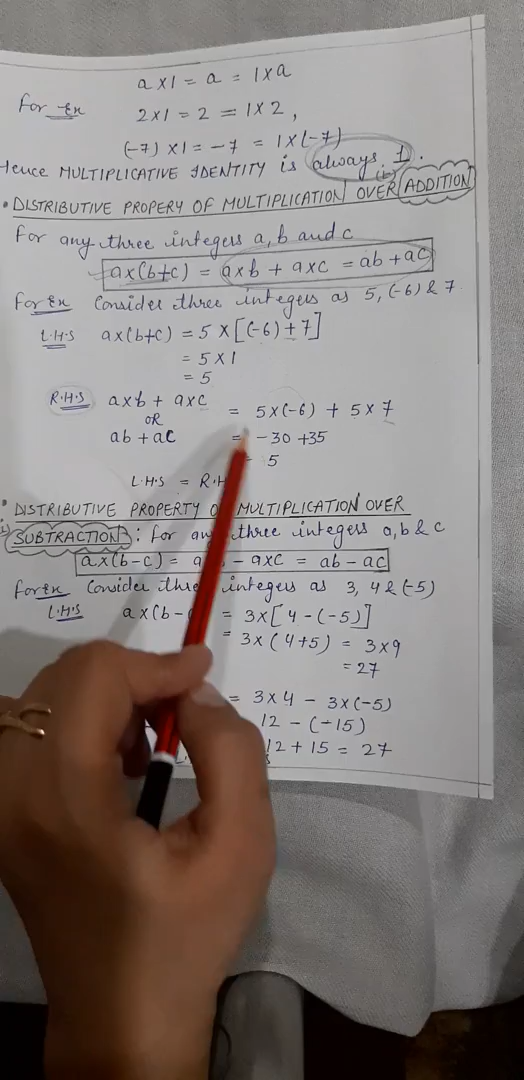 a x 1 = a = 1 x a
For Ex 2 x 1 = 2 = 1 x 2,
(-7) x 1 = -7 = 1 x (-7)
Hence MULTIPLICATIVE IDENTITY is always 1.
• DISTRIBUTIVE PROPERY OF MULTIPLICATION OVER ADDITION
For any three integers a, b and c
a x (b+c) = a x b + a x c = ab + ac
For Ex Consider three integers as 5, (-6) & 7
L.H.S a x (b+c) = 5 x [(-6) + 7]
= 5 x 1
= 5
R.H.S a x b + a x c = 5 x (-6) + 5 x 7
OR
ab + ac = -30 + 35
5
L.H.S = R.H
• DISTRIBUTIVE PROPERTY O MULTIPLICATION OVER
SUBTRACTION : For any three integers a, b & c
a x (b-c) = a - a x c = ab - ac
For Ex Consider three integers as 3, 4 & (-5)
L.H.S a x (b- = 3 x [4 - (-5)]
= 3 x (4+5) = 3 x 9
= 27
= 3 x 4 - 3 x (-5)
12 - (-15)
12 + 15 = 27